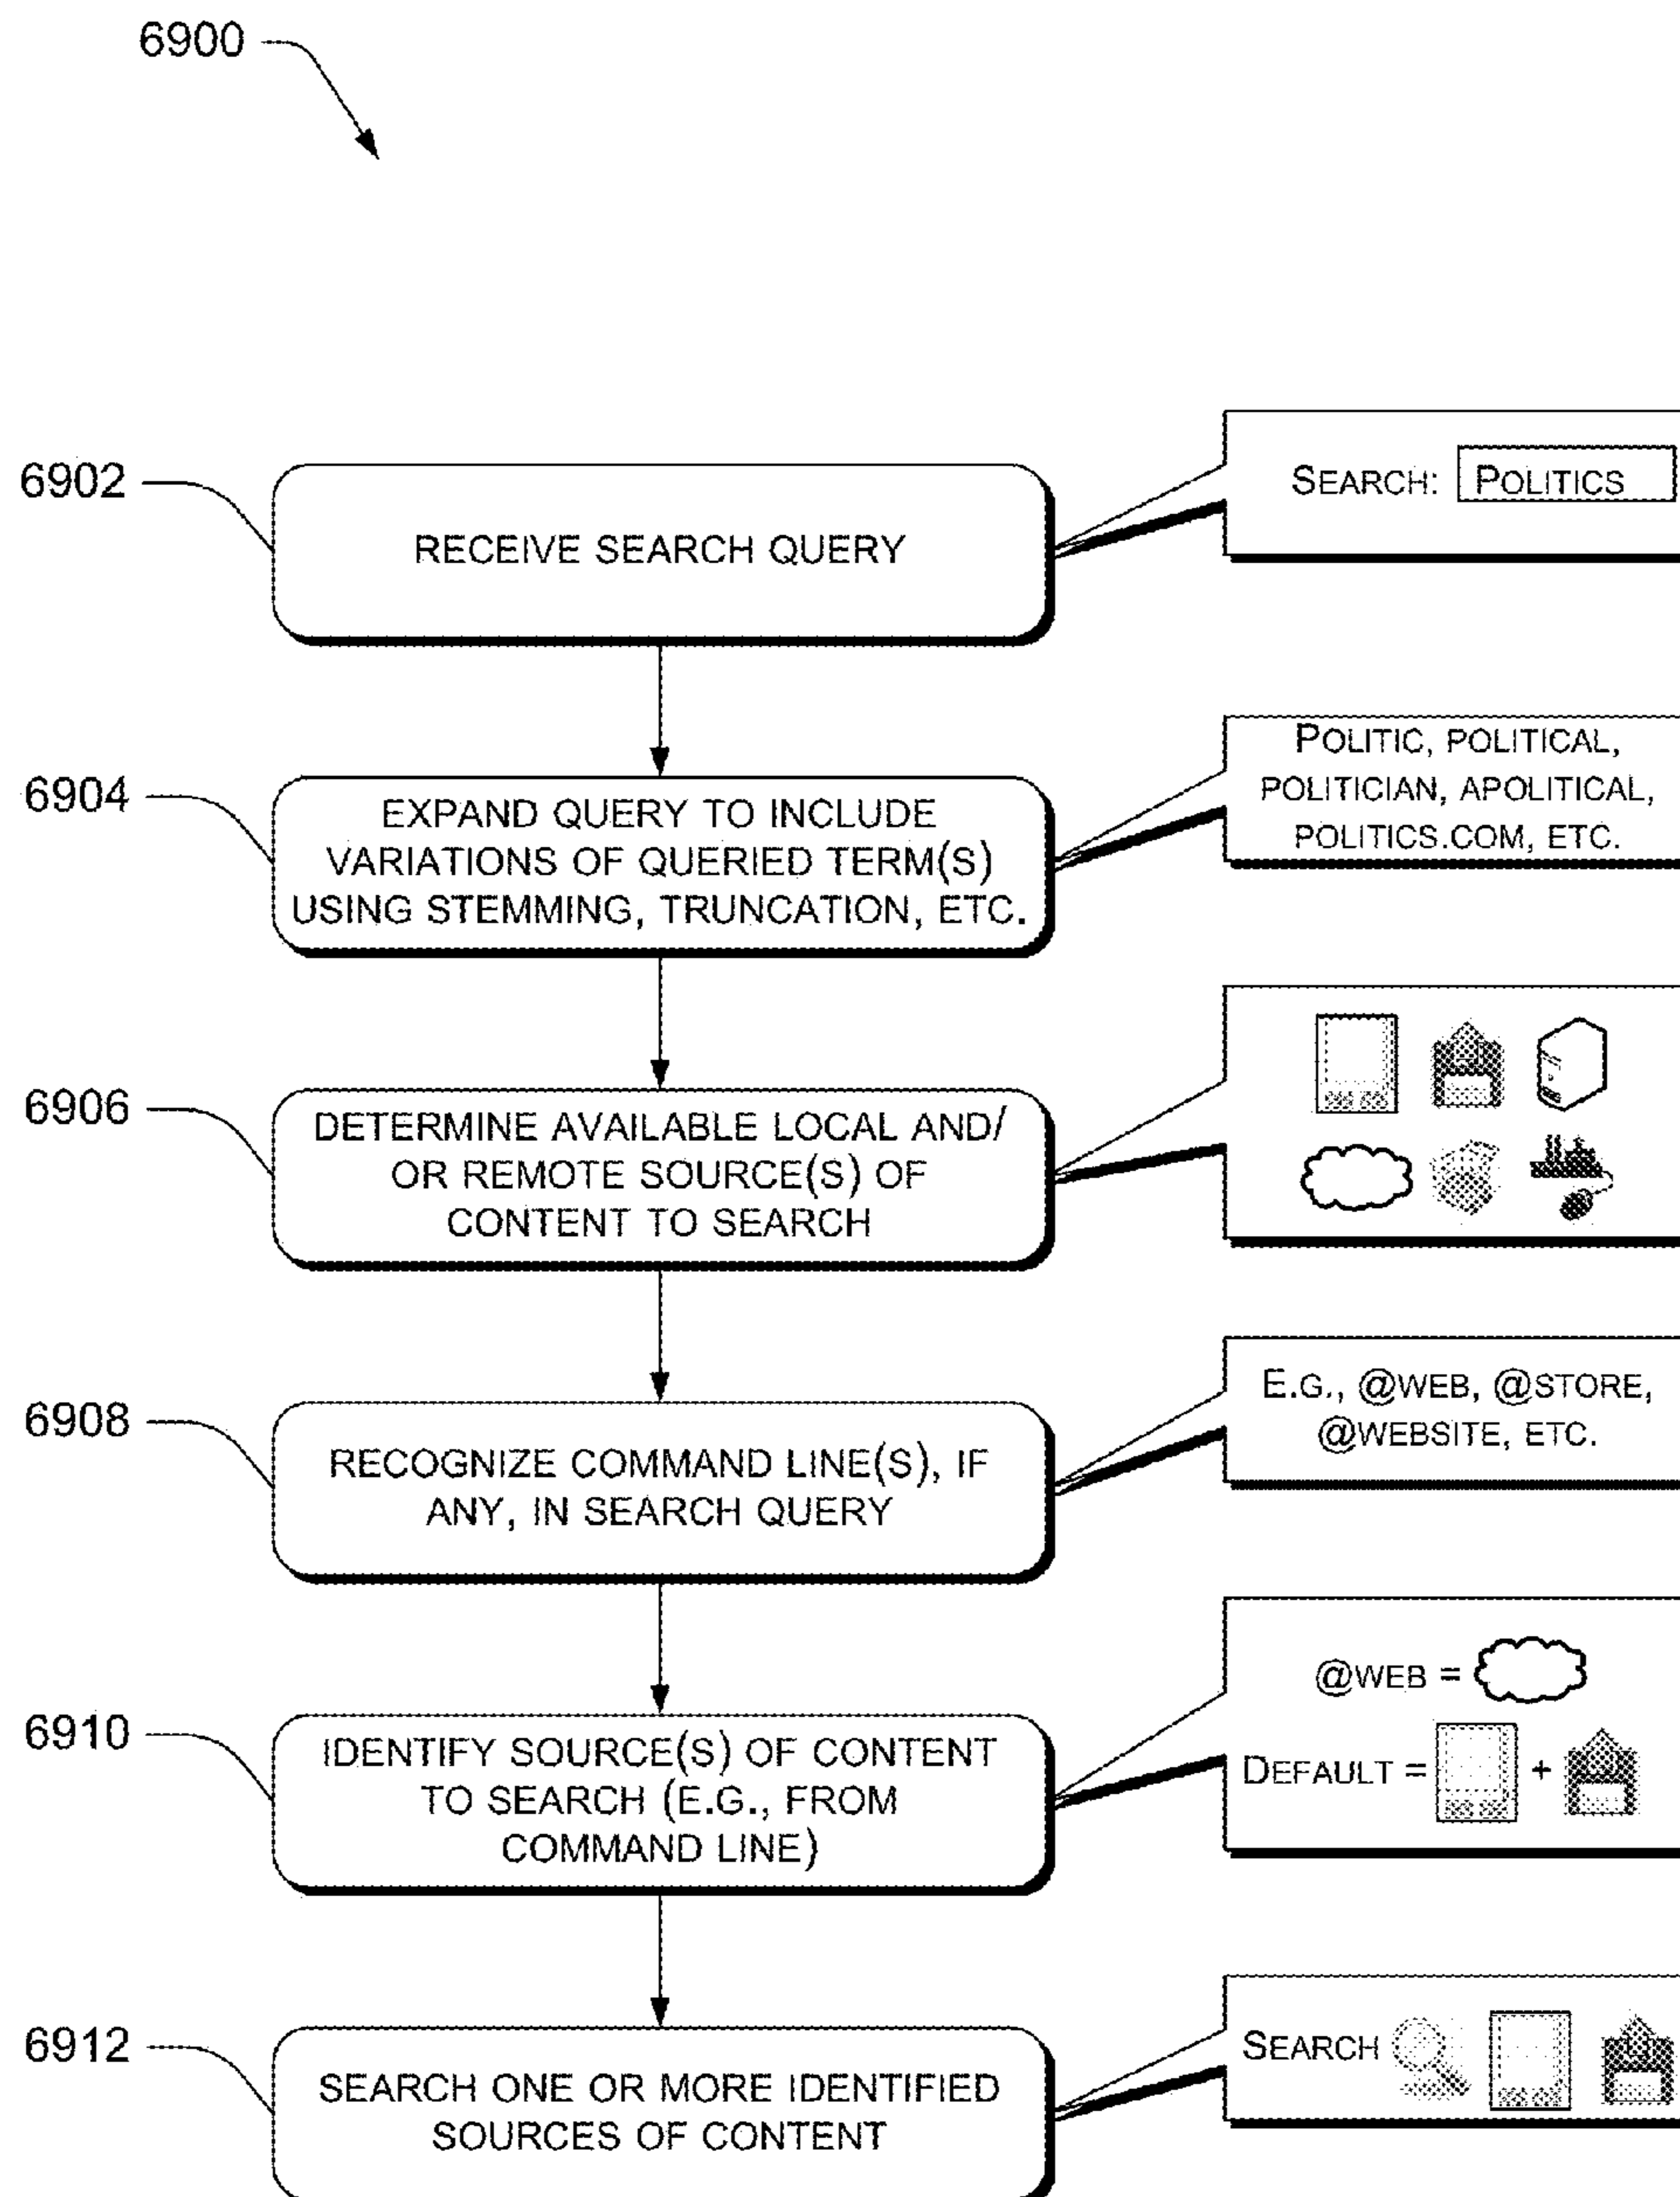 6900
6902
RECEIVE SEARCH QUERY
SEARCH: POLITICS
6904
EXPAND QUERY TO INCLUDE
VARIATIONS OF QUERIED TERM(S)
USING STEMMING, TRUNCATION, ETC.
POLITIC, POLITICAL,
POLITICIAN, APOLITICAL,
POLITICS.COM, ETC.
6906
DETERMINE AVAILABLE LOCAL AND/
OR REMOTE SOURCE(S) OF
CONTENT TO SEARCH
6908
RECOGNIZE COMMAND LINE(S), IF
ANY, IN SEARCH QUERY
E.G., @WEB, @STORE,
@WEBSITE, ETC.
6910
IDENTIFY SOURCE(S) OF CONTENT
TO SEARCH (E.G., FROM
COMMAND LINE)
@WEB =
DEFAULT = +
6912
SEARCH ONE OR MORE IDENTIFIED
SOURCES OF CONTENT
SEARCH